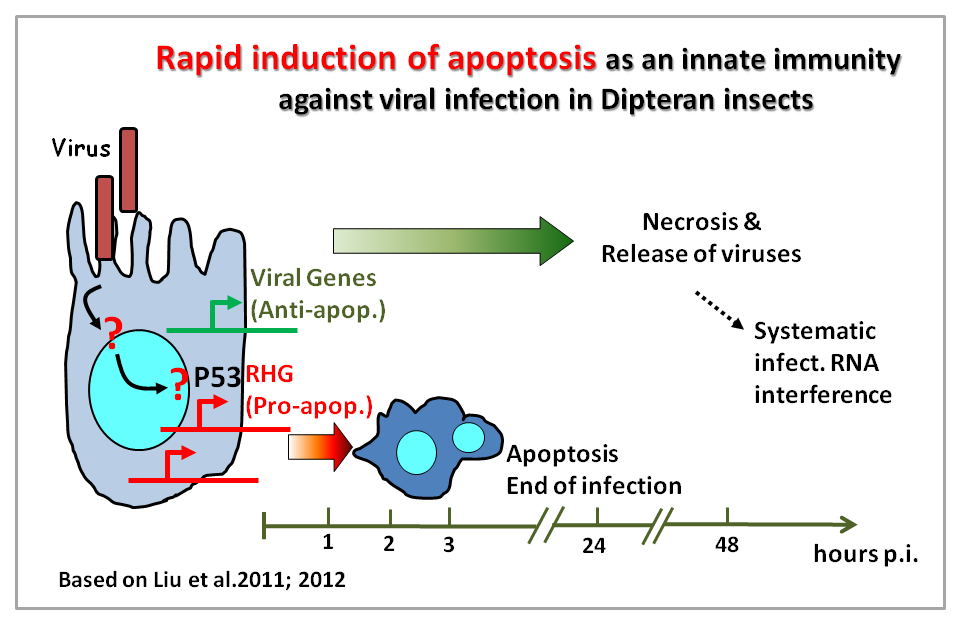 Rapid induction of apoptosis as an innate immunity
against viral infection in Dipteran insects
Virus
Necrosis &
Release of viruses
Viral Genes
(Anti-apop.)
?
Systematic
infect. RNA
interference
? P53 RHG
(Pro-apop.)
Apoptosis
End of infection
1 2 3 24 48
hours p.i.
Based on Liu et al.2011; 2012